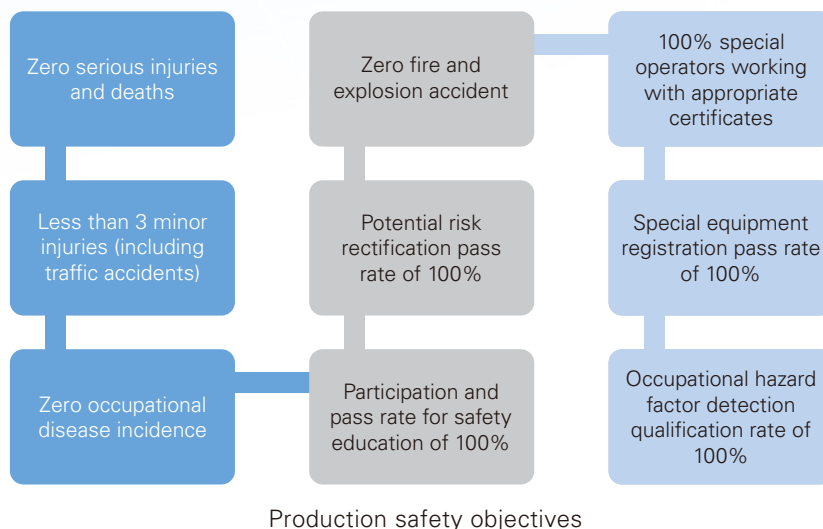 Zero serious injuries
and deaths
Less than 3 minor
injuries (including
traffic accidents)
Zero occupational
disease incidence
Participation and
pass rate for safety
education of 100%
Potential risk
rectification pass
rate of 100%
Zero fire and
explosion accident
100% special
operators working
with appropriate
certificates
Special equipment
registration pass rate
of 100%
Occupational hazard
factor detection
qualification rate of
100%
Production safety objectives